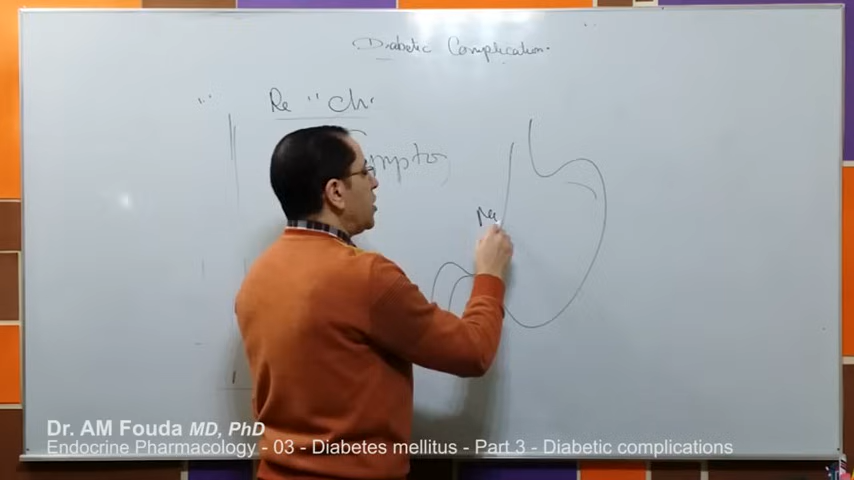 Diabetic Complication.
Re " ch.
Na
Dr. AM Fouda MD, PhD
Endocrine Pharmacology - 03 - Diabetes mellitus - Part 3 - Diabetic complications